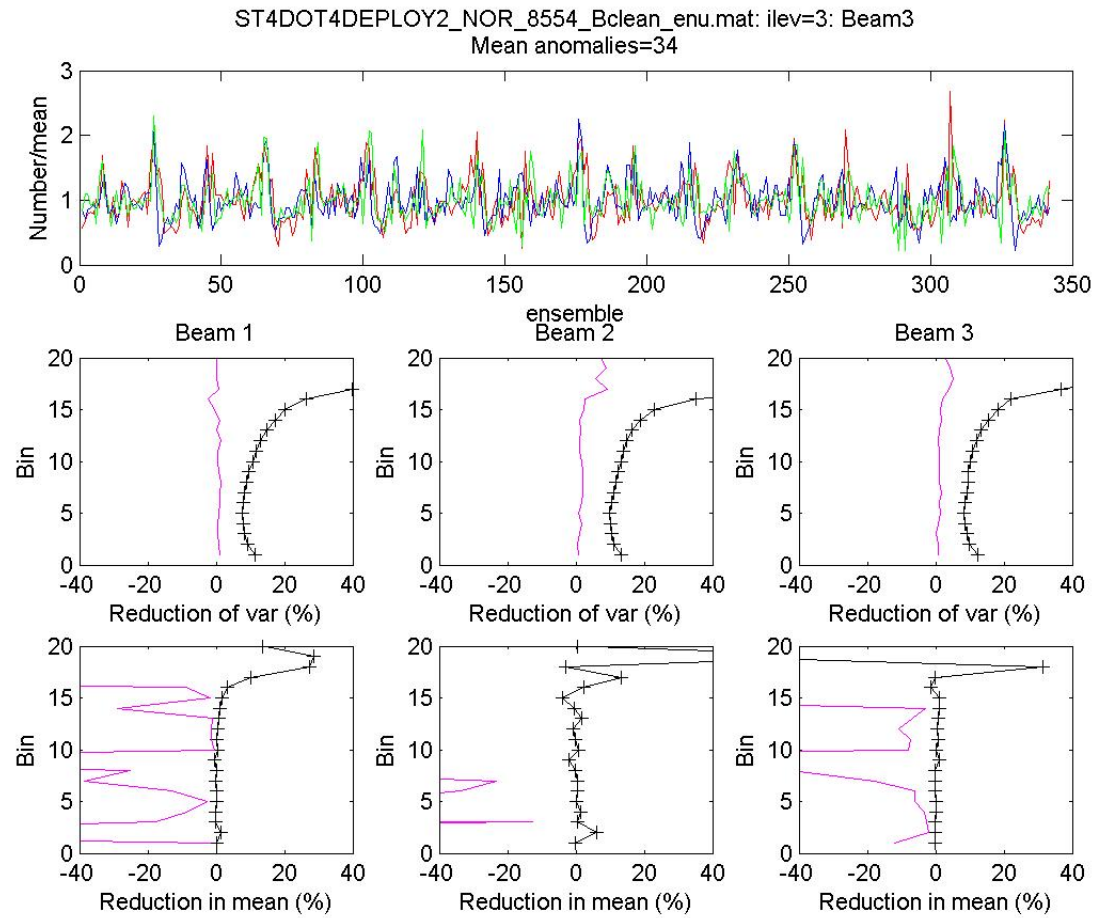 ST4DOT4DEPLOY2_NOR_8554_Bclean_enu.mat: ilev=3: Beam3
Mean anomalies=34
3
2
1
0
Number/mean
0 50 100 150 200 250 300 350
ensemble
Beam 1 Beam 2 Beam 3
20 20 20
15 15 15
10 10 10
5 5 5
0 0 0
Bin Bin Bin
-40 -20 0 20 40 -40 -20 0 20 40 -40 -20 0 20 40
Reduction of var (%) Reduction of var (%) Reduction of var (%)
20 20 20
15 15 15
10 10 10
5 5 5
0 0 0
Bin Bin Bin
-40 -20 0 20 40 -40 -20 0 20 40 -40 -20 0 20 40
Reduction in mean (%) Reduction in mean (%) Reduction in mean (%)